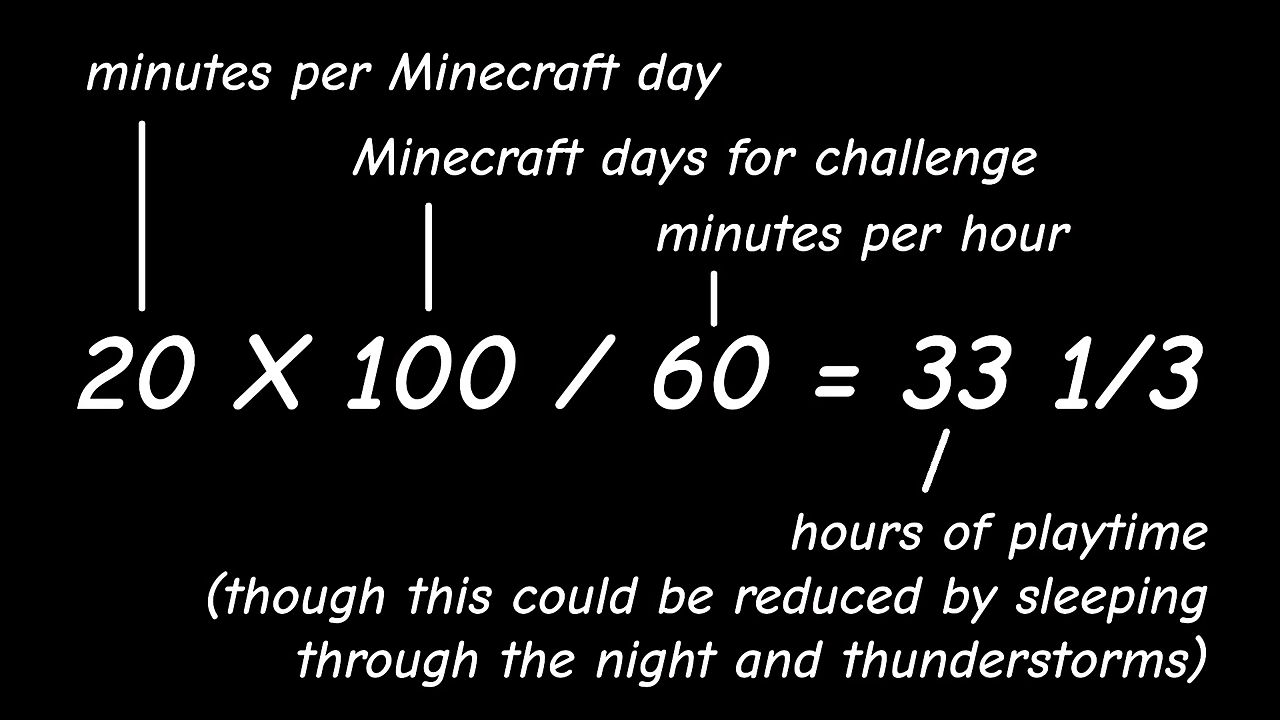 minutes per Minecraft day
Minecraft days for challenge
minutes per hour
20 X 100 / 60 = 33 1/3
hours of playtime
(though this could be reduced by sleeping
through the night and thunderstorms)